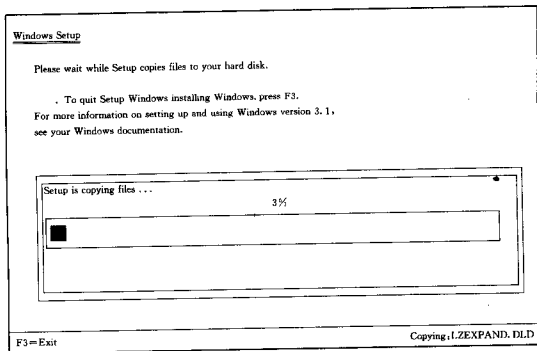 Windows Setup
Please wait while Setup copies files to your hard disk.
. To quit Setup Windows installing Windows. press F3.
For more information on setting up and using Windows version 3. 1,
see your Windows documentation.
Setup is copying files ...
3%
F3=Exit
Copying:LZEXPAND. DLD